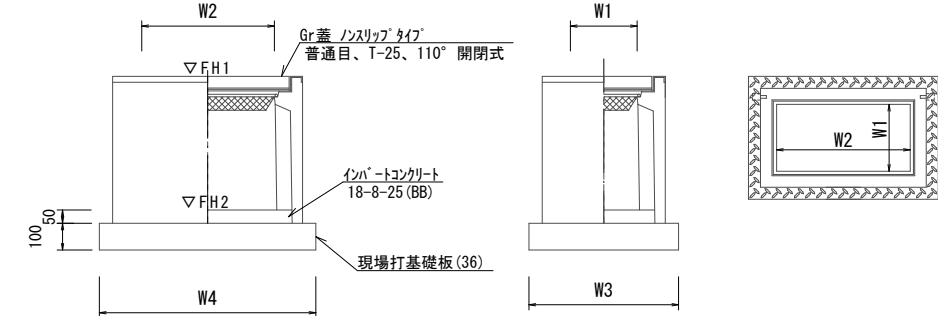 W2
Gr蓋 ﾉﾝｽﾘｯﾌﾟﾀｲﾌﾟ
普通目、T-25、110° 開閉式
▽FH1
ｲﾝﾊﾞｰﾄｺﾝｸﾘｰﾄ
18-8-25(BB)
▽FH2
50
100
現場打基礎板(36)
W4
W1
W3
W1
W2